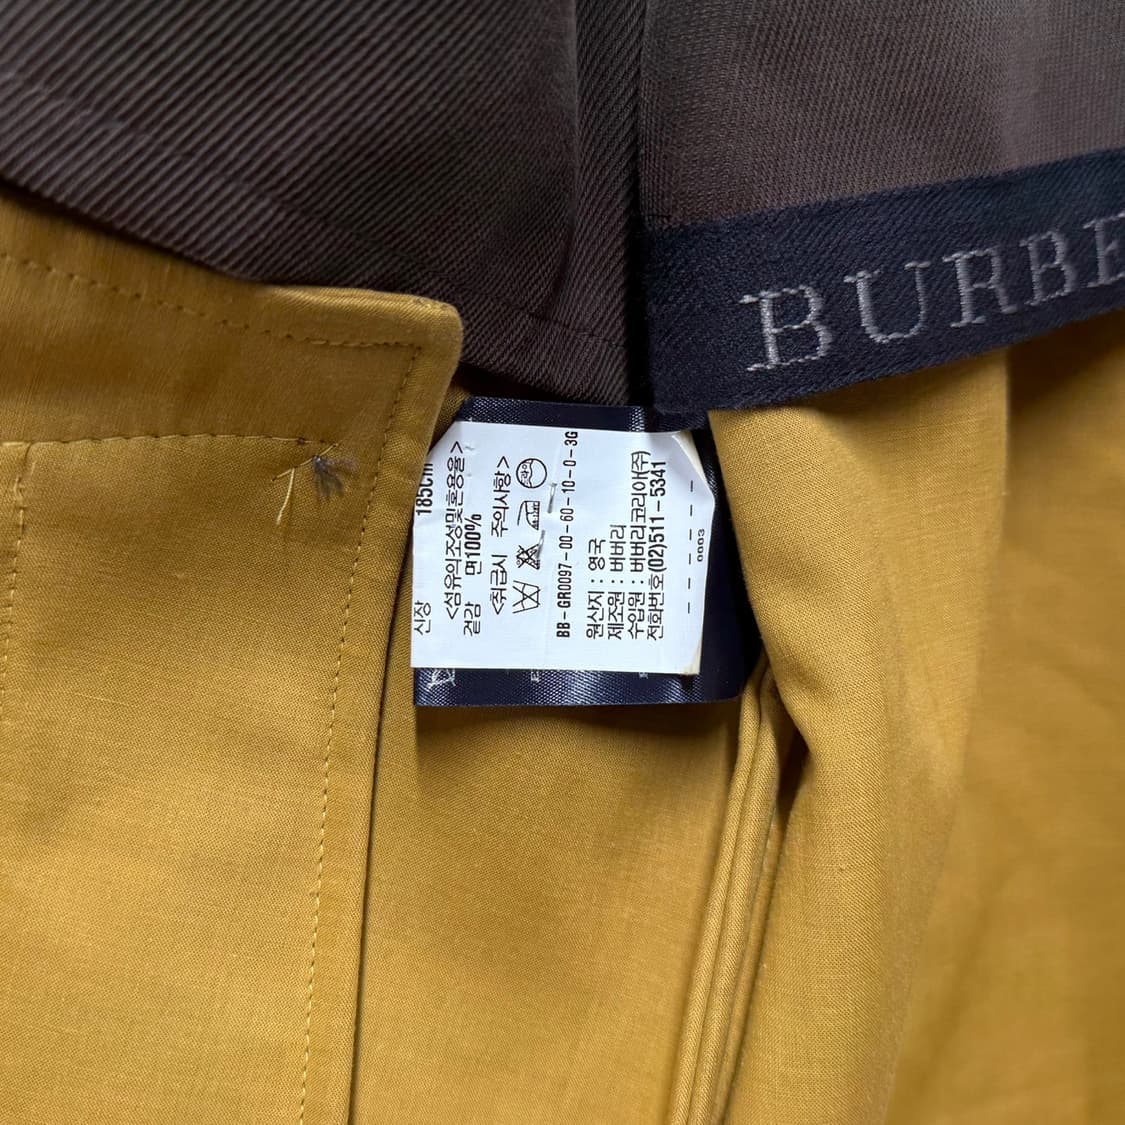 BURBE
신장 185cm
<섬유의조성및혼용율>
겉감 면100%
<취급시 주의사항>
BB-GR0097-00-60-10-0-3G
원산지 : 영국
제조원 : 버버리
수입원 : 버버리코리아(주)
전화번호(02)511-5341
0003